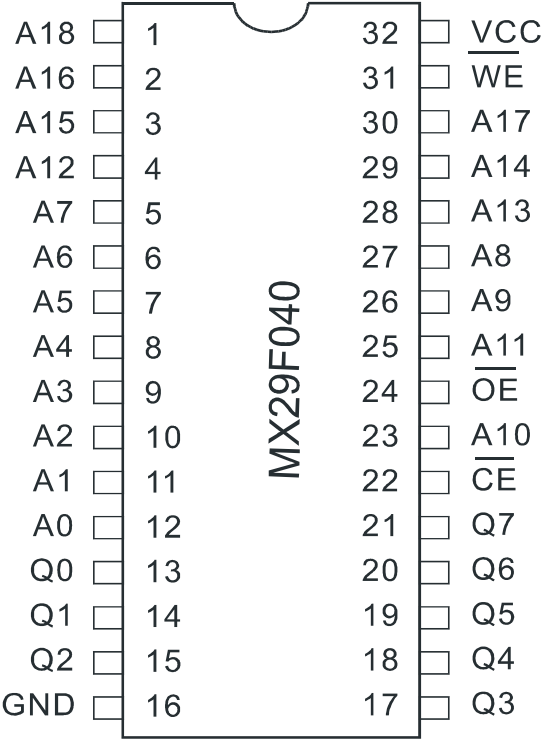 A18 1 32 VCC
A16 2 31 W̅E̅
A15 3 30 A17
A12 4 29 A14
A7 5 28 A13
A6 6 27 A8
A5 7 26 A9
A4 8 25 A11
A3 9 24 O̅E̅
A2 10 23 A10
A1 11 22 C̅E̅
A0 12 21 Q7
Q0 13 20 Q6
Q1 14 19 Q5
Q2 15 18 Q4
GND 16 17 Q3
MX29F040